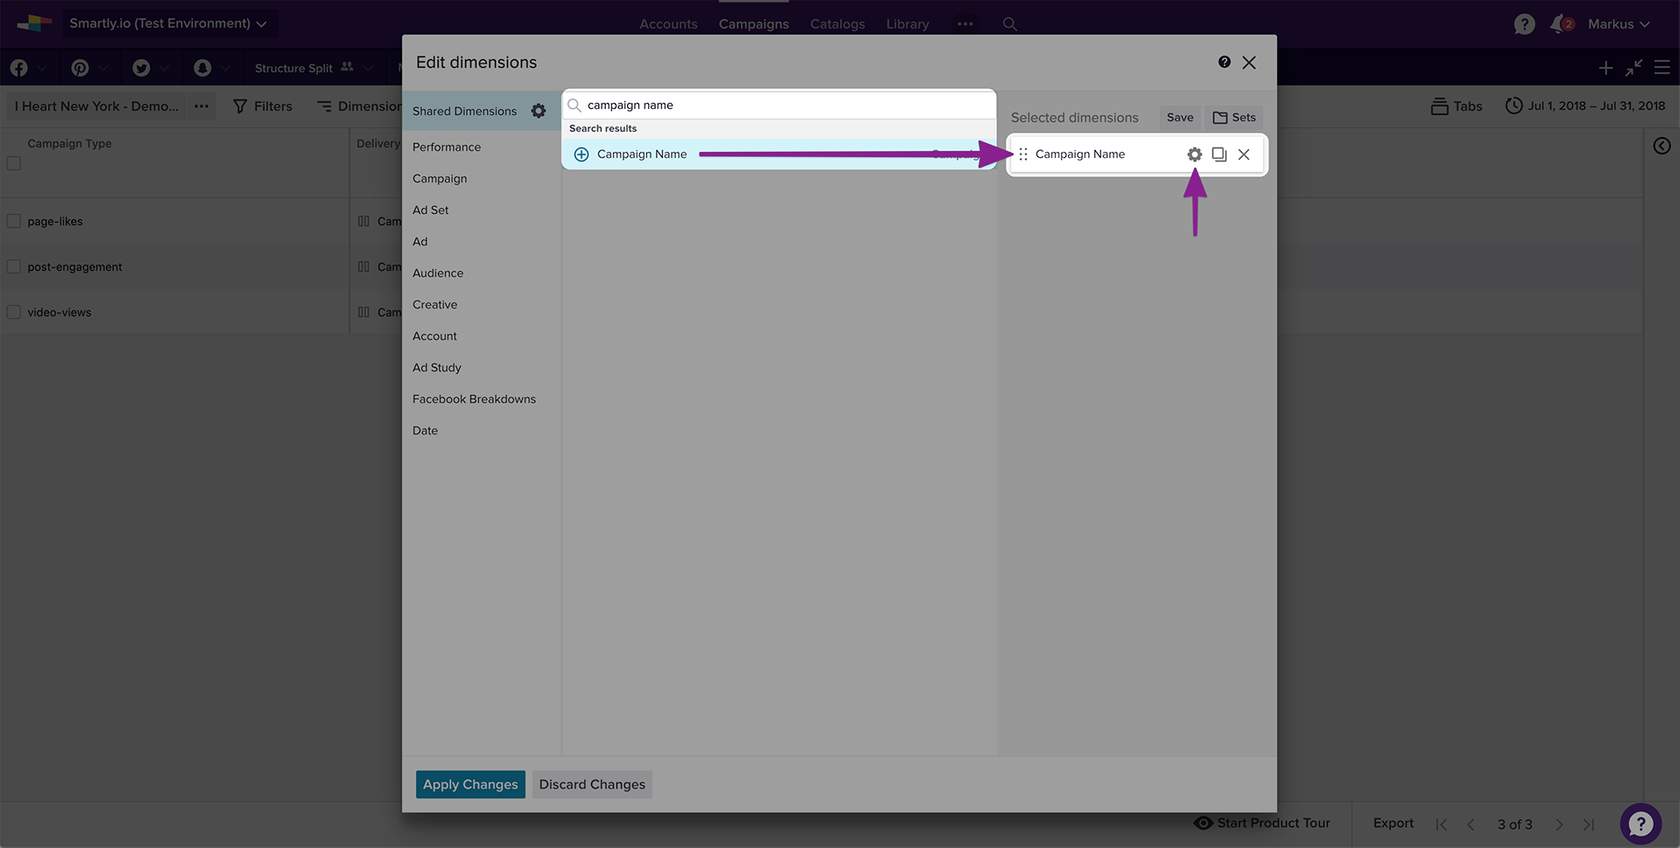 Smartly.io (Test Environment)
Accounts
Campaigns
Catalogs
Library
2
Markus
Structure Split
Edit dimensions
I Heart New York - Demo...
Filters
Dimension
Tabs
Jul 1, 2018 – Jul 31, 2018
Campaign Type
Delivery
page-likes
Cam
post-engagement
Cam
video-views
Cam
Shared Dimensions
Performance
Campaign
Ad Set
Ad
Audience
Creative
Account
Ad Study
Facebook Breakdowns
Date
campaign name
Search results
Campaign Name
Selected dimensions
Save
Sets
Campaign Name
Apply Changes
Discard Changes
Start Product Tour
Export
3 of 3